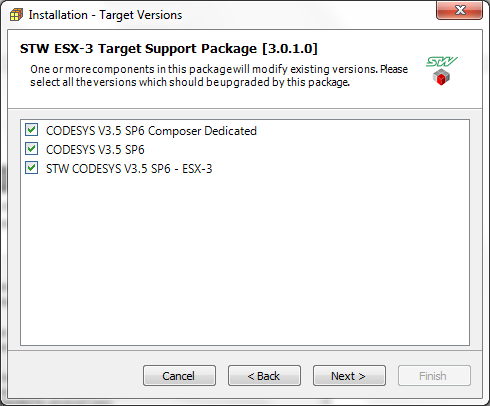 Installation - Target Versions
STW ESX-3 Target Support Package [3.0.1.0]
One or more components in this package will modify existing versions. Please
select all the versions which should be upgraded by this package.
STW
CODESYS V3.5 SP6 Composer Dedicated
CODESYS V3.5 SP6
STW CODESYS V3.5 SP6 - ESX-3
Cancel
< Back
Next >
Finish